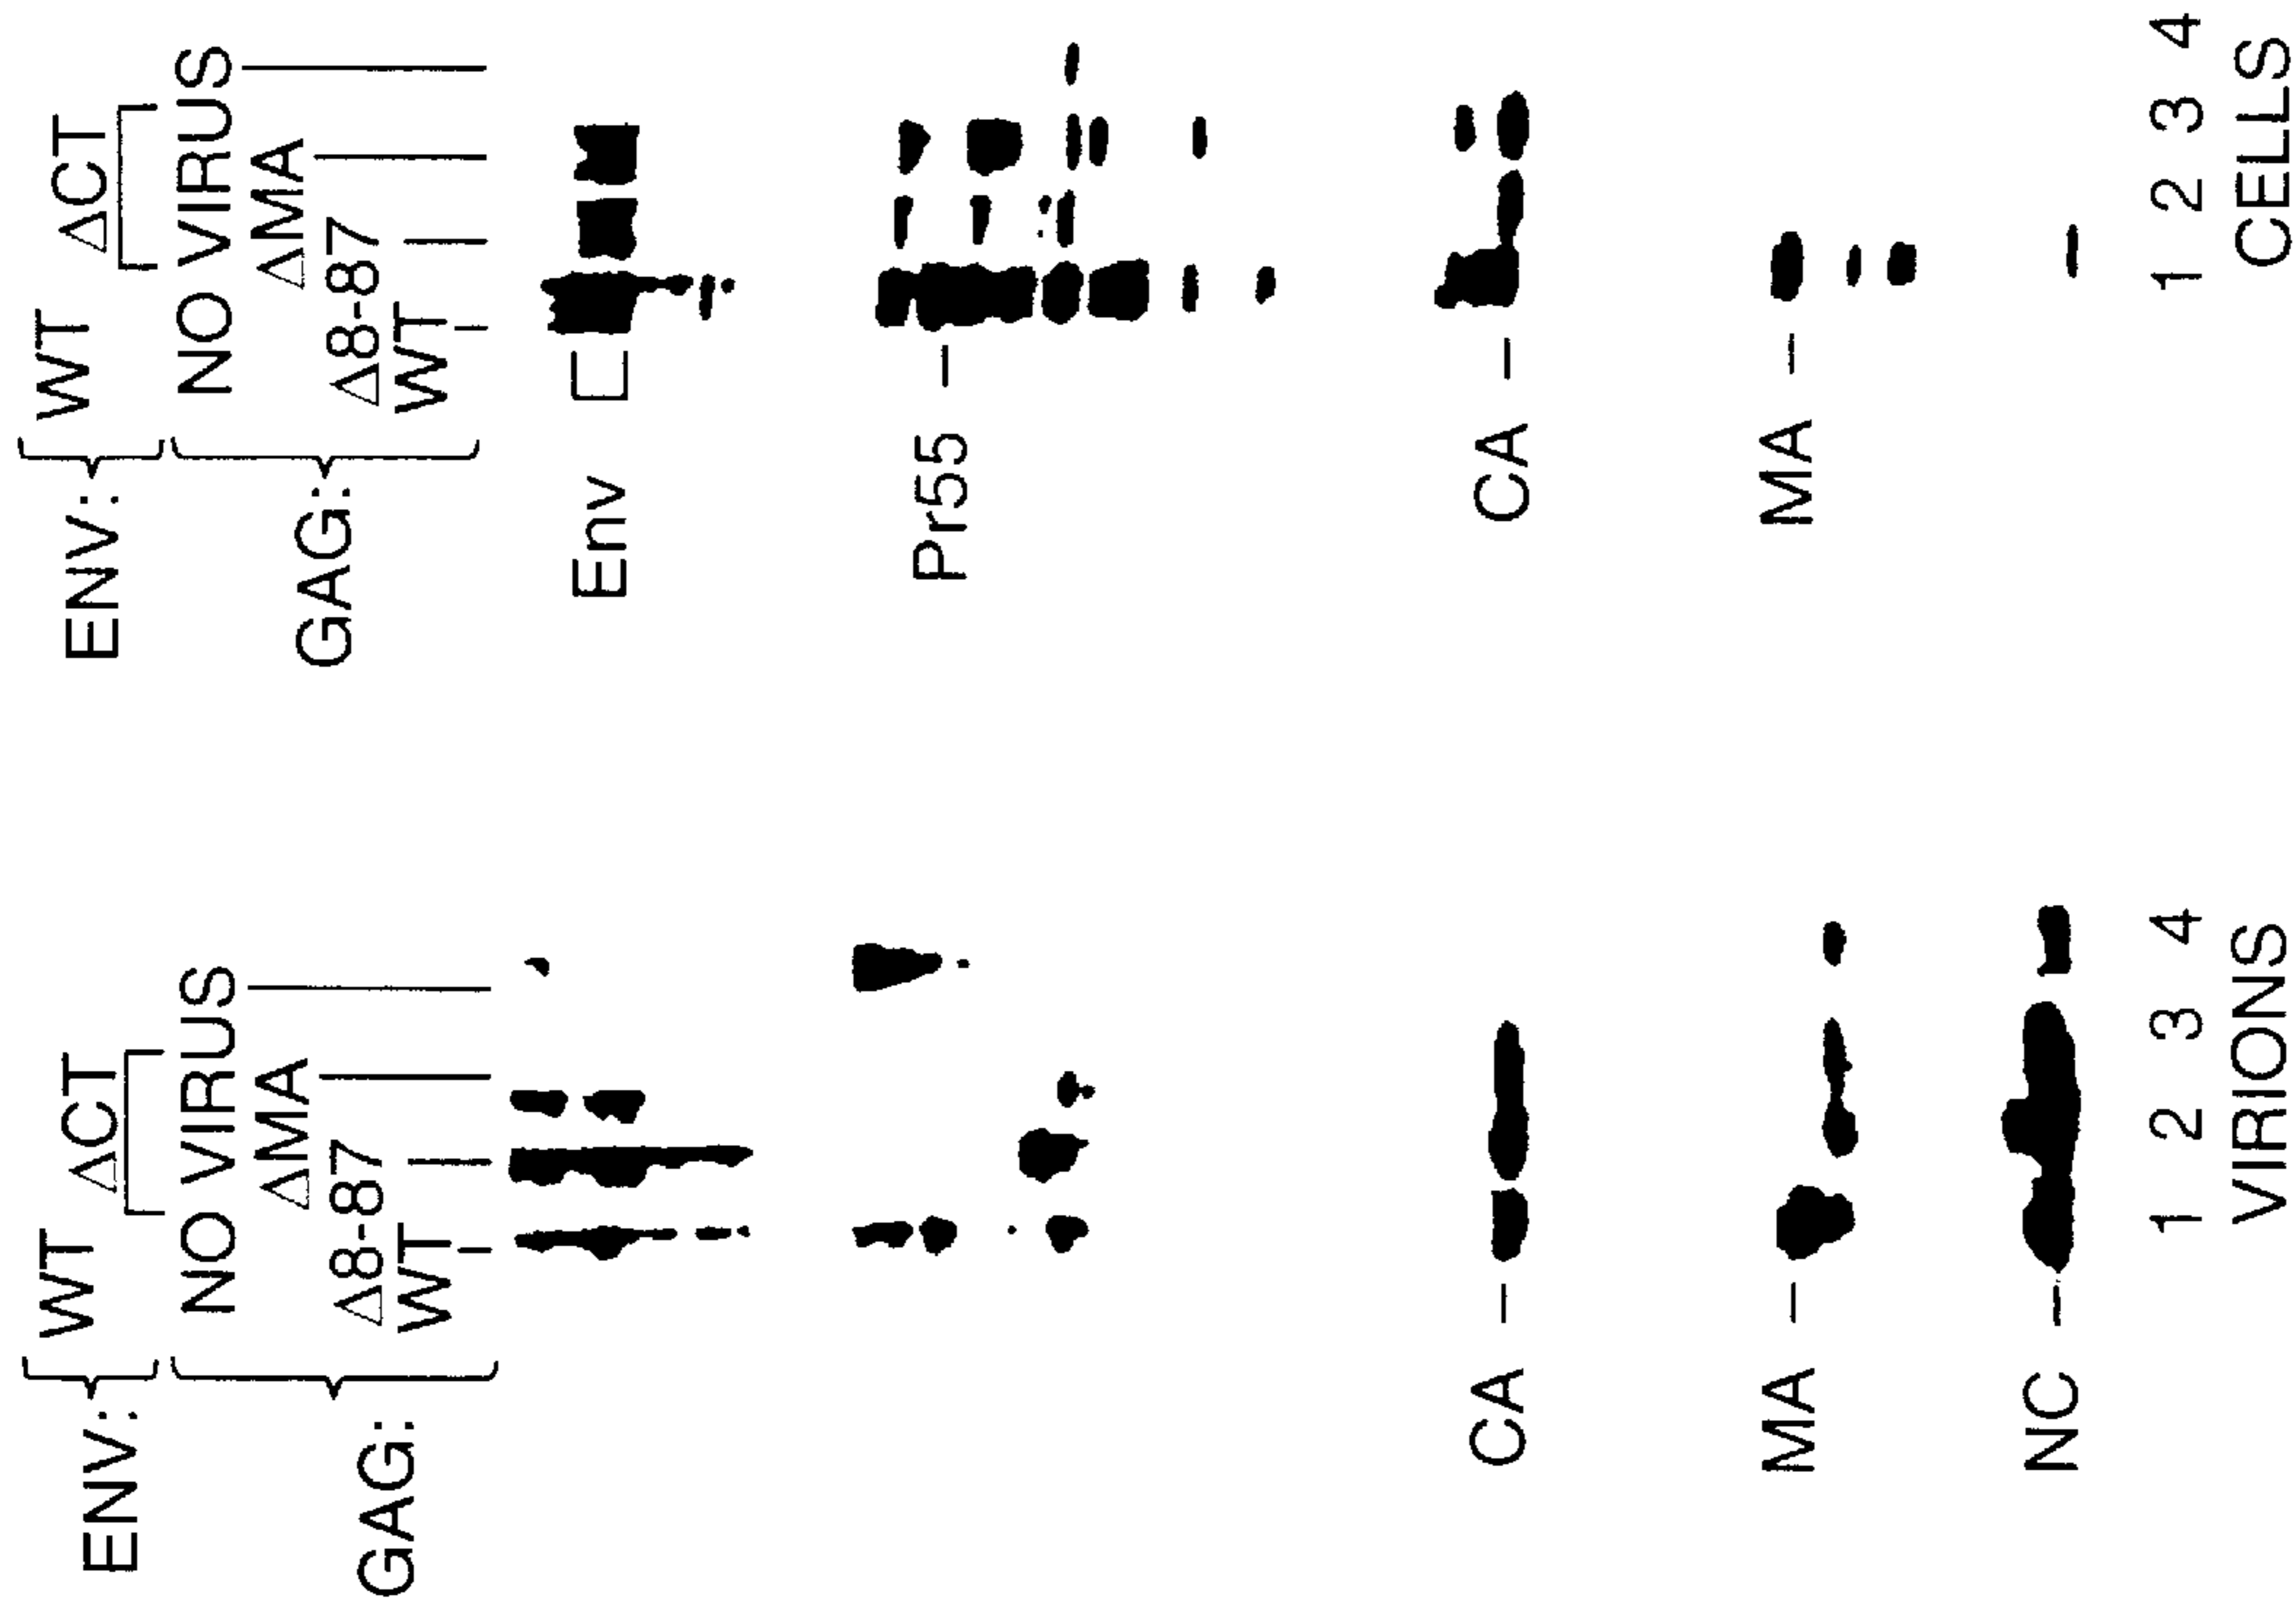 ENV: WT ΔCT
NO VIRUS
ΔMA
Δ8-87
GAG: WT
CA –
MA –
NC –
1 2 3 4
VIRIONS
ENV: WT ΔCT
NO VIRUS
ΔMA
GAG: Δ8-87
WT
Env
Pr55 –
CA –
MA –
1 2 3 4
CELLS